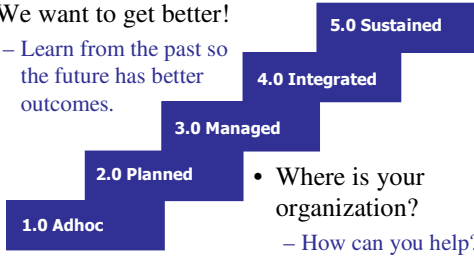 We want to get better!
– Learn from the past so
the future has better
outcomes.
5.0 Sustained
4.0 Integrated
3.0 Managed
2.0 Planned
1.0 Adhoc
• Where is your
organization?
– How can you help?